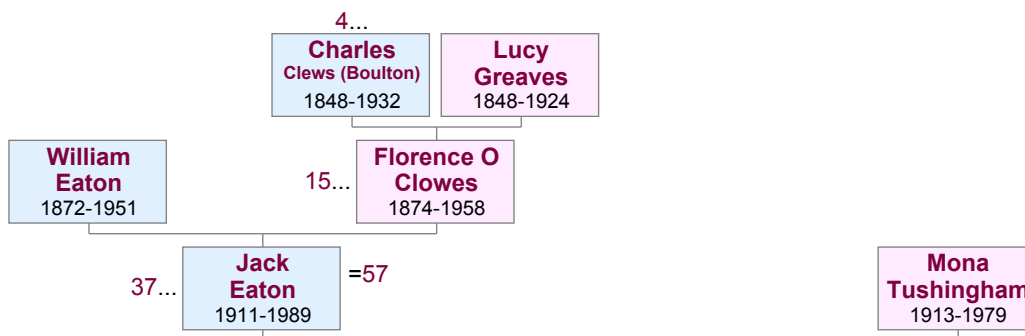 4...
Charles
Clews (Boulton)
1848-1932
Lucy
Greaves
1848-1924
William
Eaton
1872-1951
15...
Florence O
Clowes
1874-1958
37...
Jack
Eaton
1911-1989
=57
Mona
Tushingham
1913-1979